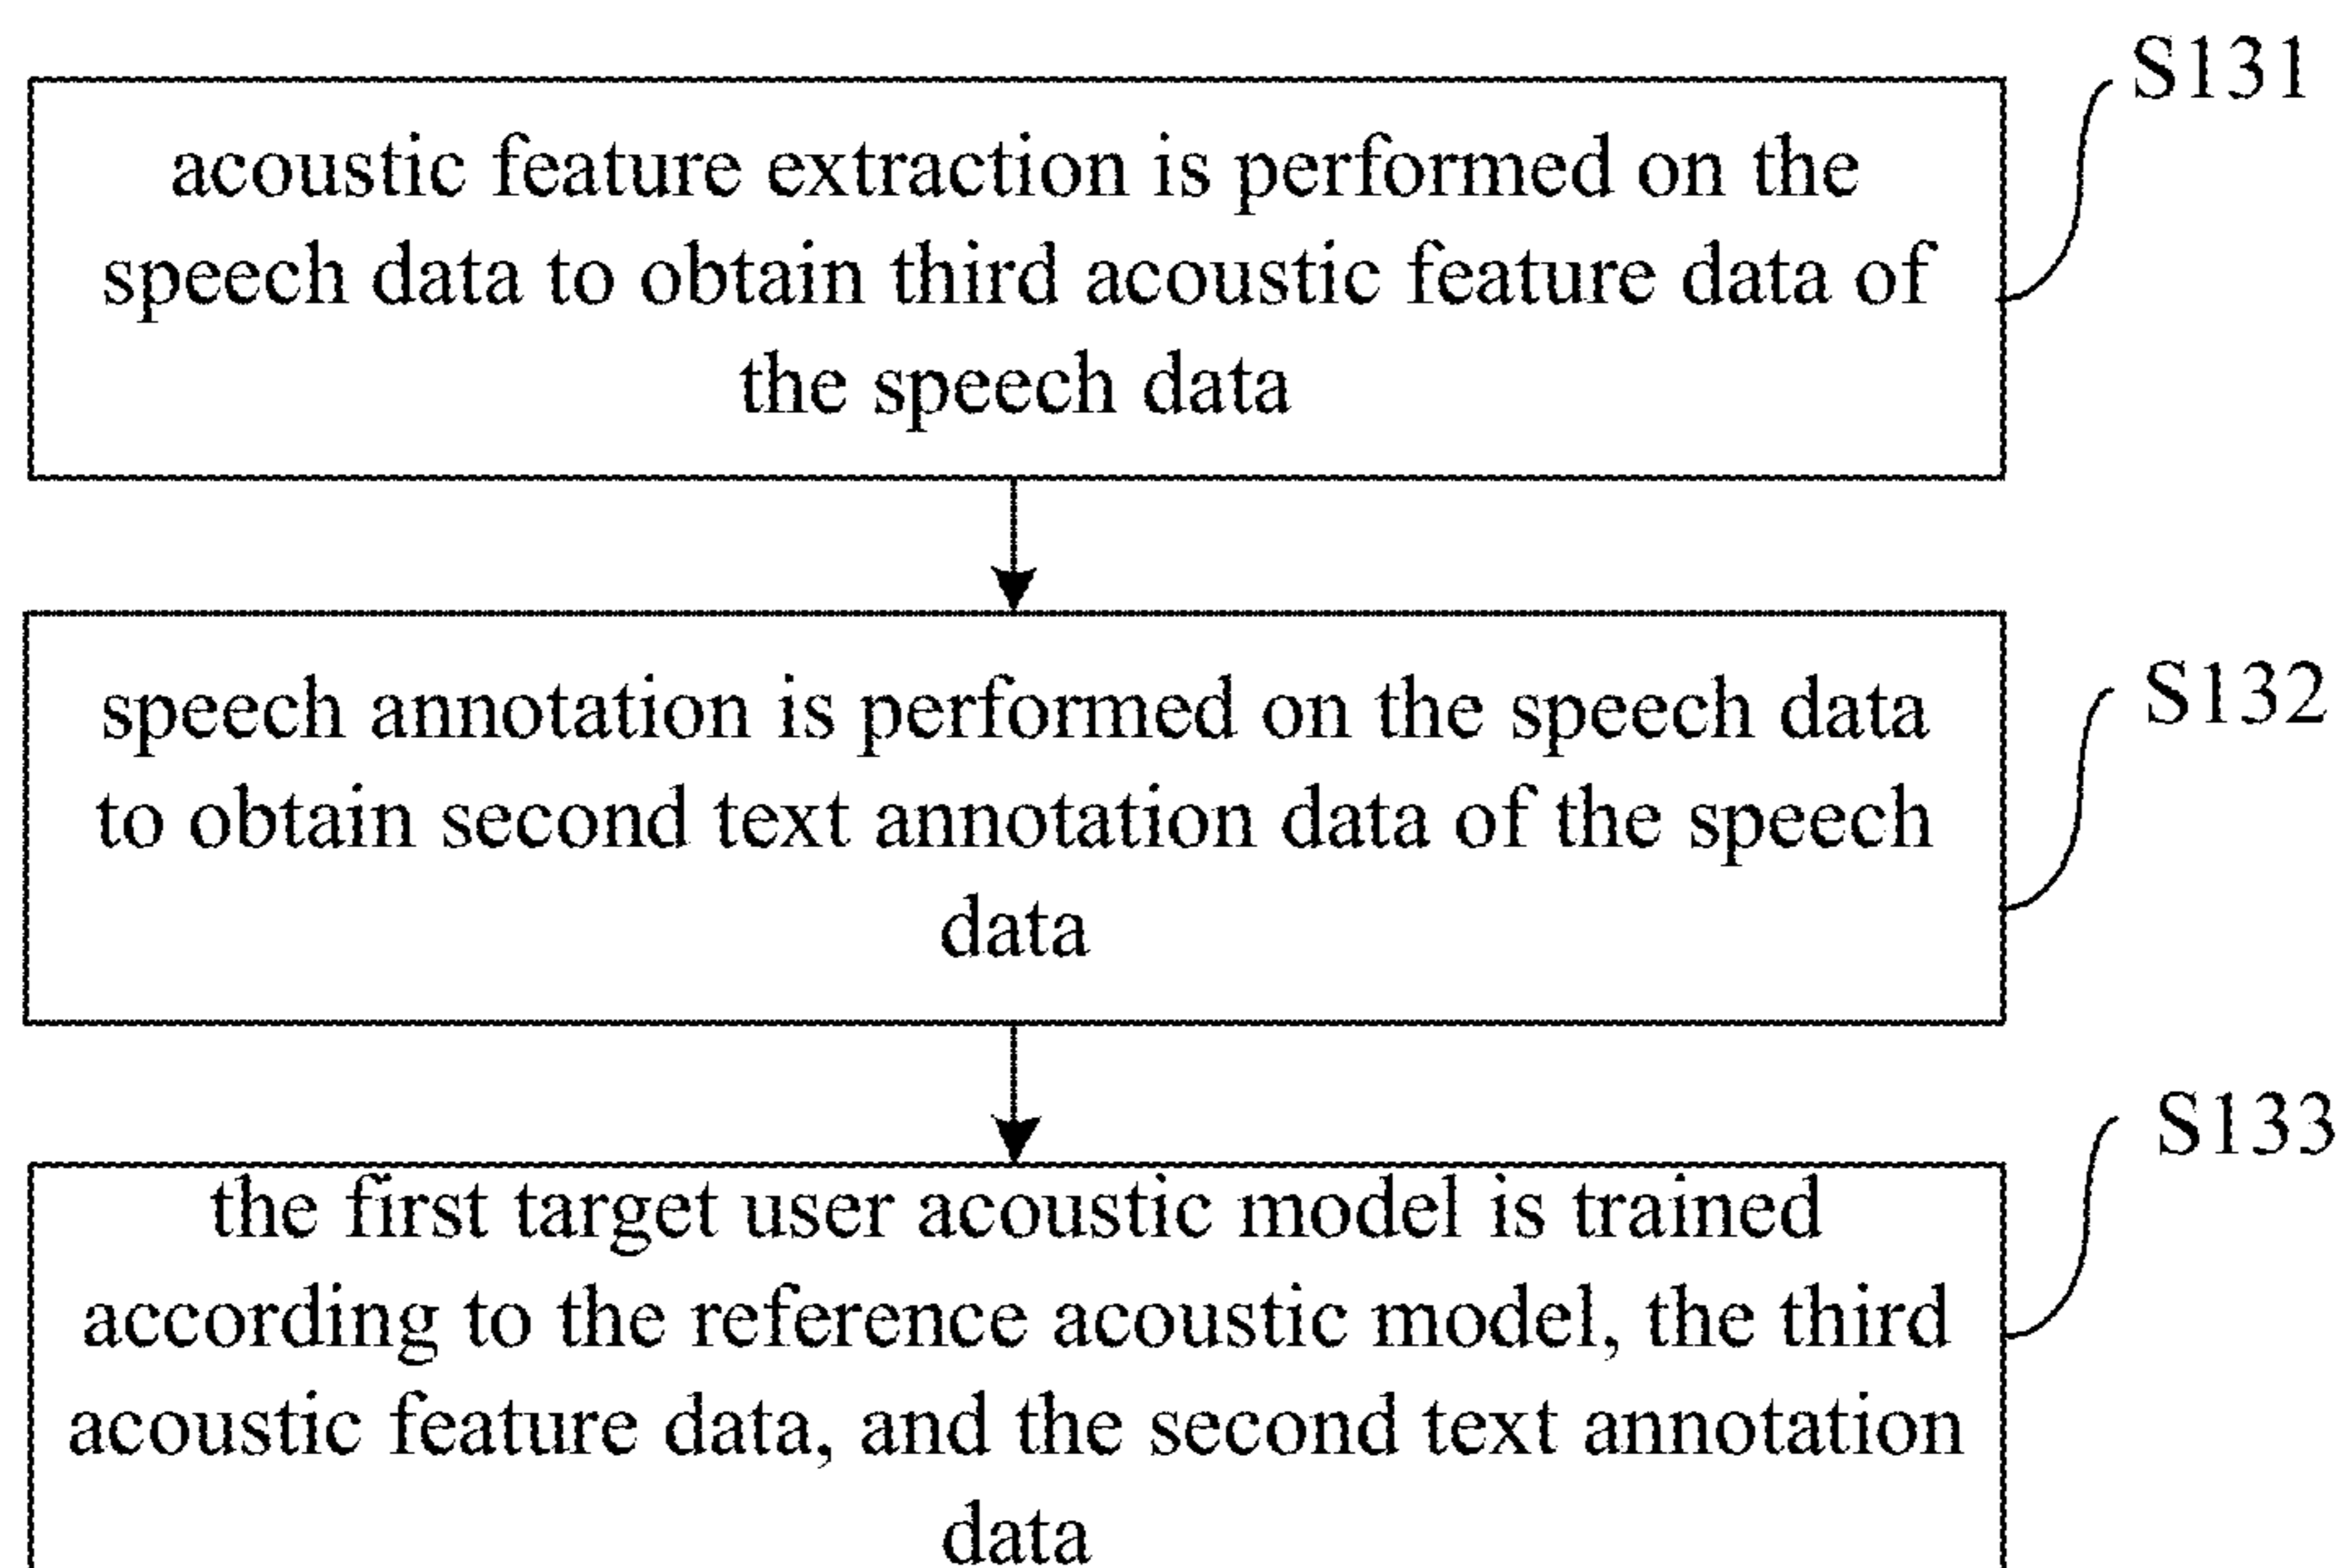 S131
acoustic feature extraction is performed on the
speech data to obtain third acoustic feature data of
the speech data
S132
speech annotation is performed on the speech data
to obtain second text annotation data of the speech
data
S133
the first target user acoustic model is trained
according to the reference acoustic model, the third
acoustic feature data, and the second text annotation
data